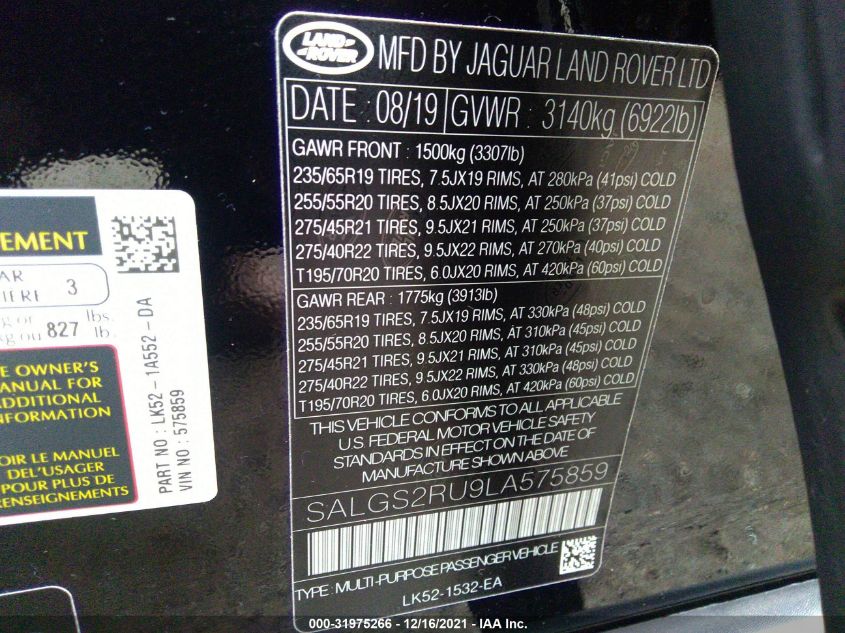 EMENT
3
lbs.
kg ou 827 lb.
E OWNER'S
MANUAL FOR
ADDITIONAL
INFORMATION
OIR LE MANUEL
DEL'USAGER
POUR PLUS DE
RENSEIGNEMENTS
PART NO : LK52 - 1A552 - DA
VIN NO : 575859
LAND ROVER
MFD BY JAGUAR LAND ROVER LTD
DATE : 08/19 GVWR : 3140kg (6922lb)
GAWR FRONT : 1500kg (3307lb)
235/65R19 TIRES, 7.5JX19 RIMS, AT 280kPa (41psi) COLD
255/55R20 TIRES, 8.5JX20 RIMS, AT 250kPa (37psi) COLD
275/45R21 TIRES, 9.5JX21 RIMS, AT 250kPa (37psi) COLD
275/40R22 TIRES, 9.5JX22 RIMS, AT 270kPa (40psi) COLD
T195/70R20 TIRES, 6.0JX20 RIMS, AT 420kPa (60psi) COLD
GAWR REAR : 1775kg (3913lb)
235/65R19 TIRES, 7.5JX19 RIMS, AT 330kPa (48psi) COLD
255/55R20 TIRES, 8.5JX20 RIMS, AT 310kPa (45psi) COLD
275/45R21 TIRES, 9.5JX21 RIMS, AT 310kPa (45psi) COLD
275/40R22 TIRES, 9.5JX22 RIMS, AT 330kPa (48psi) COLD
T195/70R20 TIRES, 6.0JX20 RIMS, AT 420kPa (60psi) COLD
THIS VEHICLE CONFORMS TO ALL APPLICABLE
U.S. FEDERAL MOTOR VEHICLE SAFETY
STANDARDS IN EFFECT ON THE DATE OF
MANUFACTURE SHOWN ABOVE
SALGS2RU9LA575859
TYPE : MULTI-PURPOSE PASSENGER VEHICLE
LK52-1532-EA
000-31975266 - 12/16/2021 - IAA Inc.